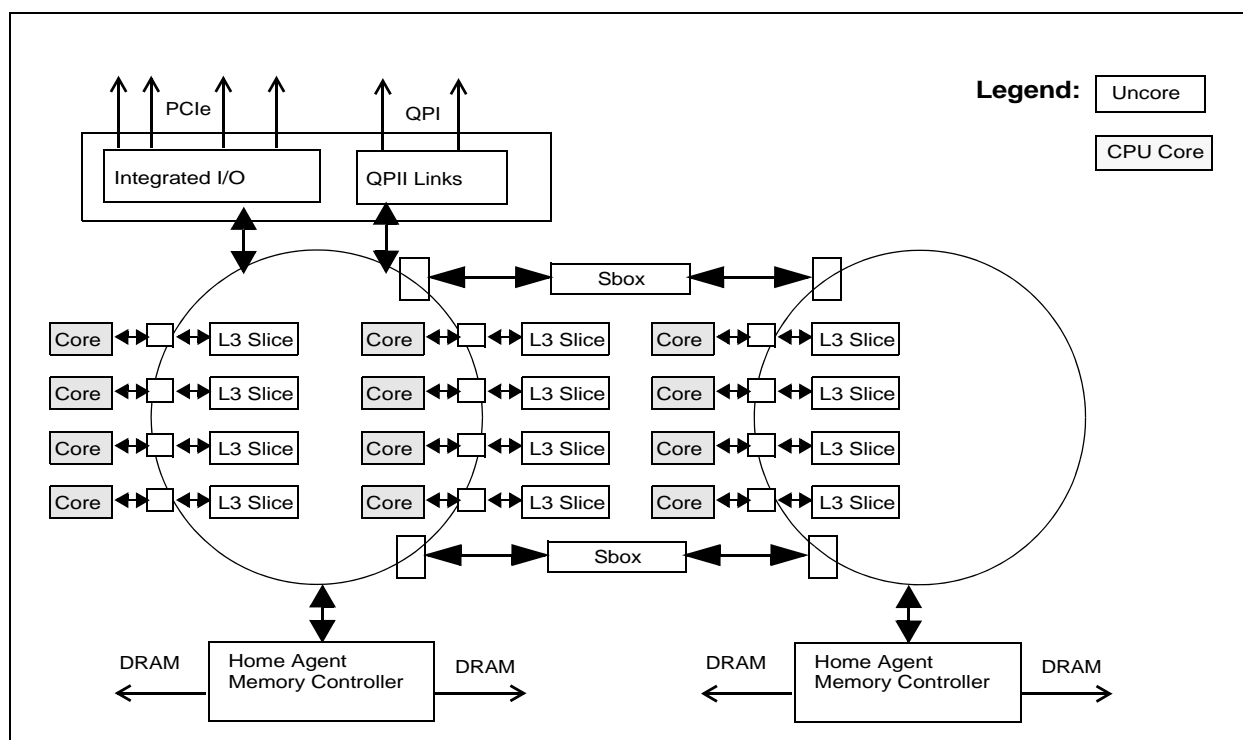 PCIe
QPI
Legend:
Uncore
CPU Core
Integrated I/O
QPII Links
Sbox
Core
L3 Slice
Core
L3 Slice
Core
L3 Slice
Core
L3 Slice
Core
L3 Slice
Core
L3 Slice
Core
L3 Slice
Core
L3 Slice
Core
L3 Slice
Core
L3 Slice
Core
L3 Slice
Core
L3 Slice
Sbox
DRAM
Home Agent
Memory Controller
DRAM
DRAM
Home Agent
Memory Controller
DRAM